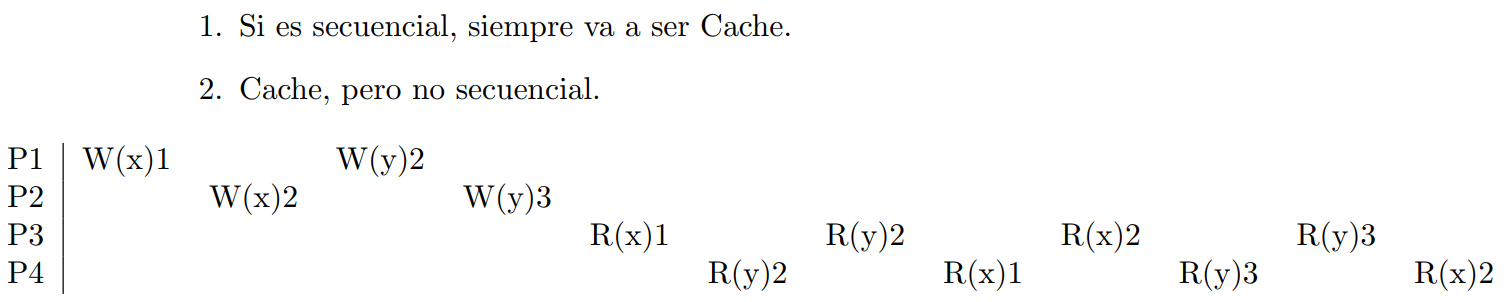 1. Si es secuencial, siempre va a ser Cache.
2. Cache, pero no secuencial.
P1 W(x)1 W(y)2
P2 W(x)2 W(y)3
P3 R(x)1 R(y)2 R(x)2 R(y)3
P4 R(y)2 R(x)1 R(y)3 R(x)2